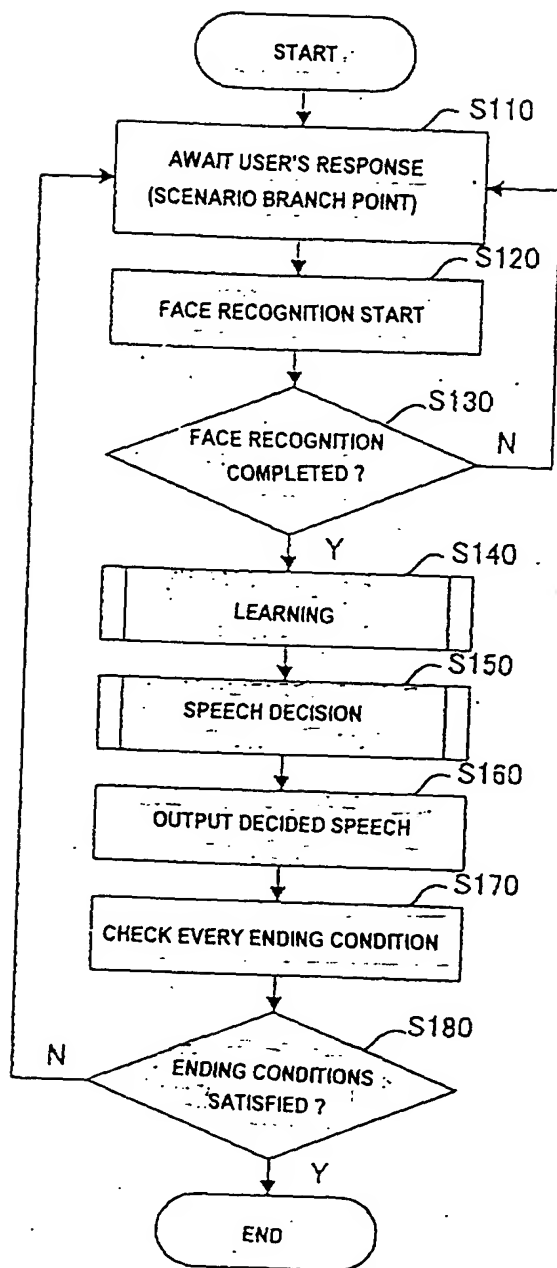 START
S110
AWAIT USER'S RESPONSE
(SCENARIO BRANCH POINT)
S120
FACE RECOGNITION START
S130
FACE RECOGNITION
COMPLETED ?
N
Y
S140
LEARNING
S150
SPEECH DECISION
S160
OUTPUT DECIDED SPEECH
S170
CHECK EVERY ENDING CONDITION
S180
N
ENDING CONDITIONS
SATISFIED ?
Y
END